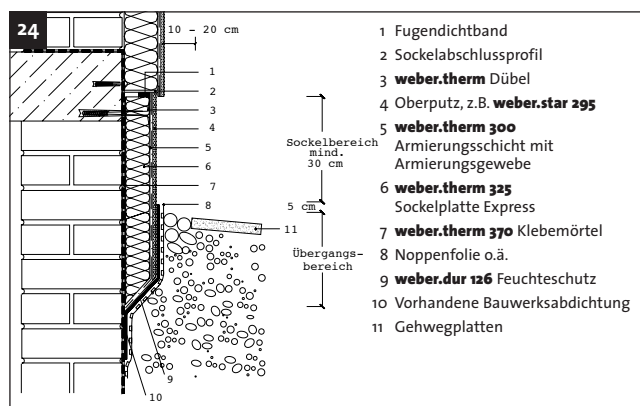 24
10 – 20 cm
1
2
3
4
5
6
7
8
9
10
11
Sockelbereich
mind.
30 cm
5 cm
Übergangs-
bereich
1 Fugendichtband
2 Sockelabschlussprofil
3 weber.therm Dübel
4 Oberputz, z.B. weber.star 295
5 weber.therm 300
Armierungsschicht mit
Armierungsgewebe
6 weber.therm 325
Sockelplatte Express
7 weber.therm 370 Klebemörtel
8 Noppenfolie o.ä.
9 weber.dur 126 Feuchteschutz
10 Vorhandene Bauwerksabdichtung
11 Gehwegplatten